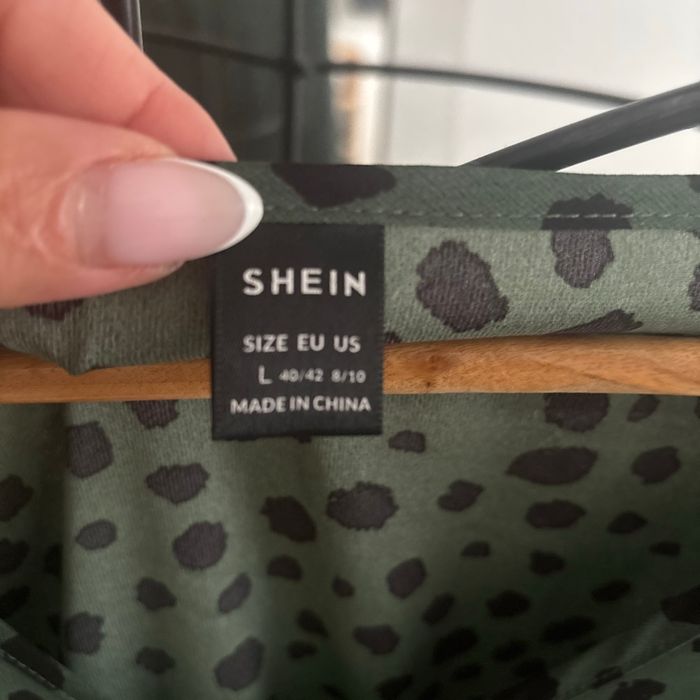 SHEIN
SIZE EU US
L 40/42 8/10
MADE IN CHINA